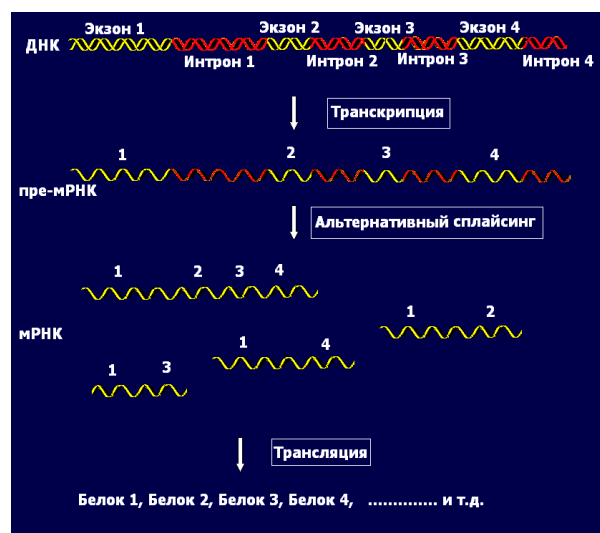 Экзон 1 Экзон 2 Экзон 3 Экзон 4
ДНК
Интрон 1 Интрон 2 Интрон 3 Интрон 4
Транскрипция
1 2 3 4
пре-мРНК
Альтернативный сплайсинг
1 2 3 4
1 2
мРНК
1 4
1 3
Трансляция
Белок 1, Белок 2, Белок 3, Белок 4, .............. и т.д.